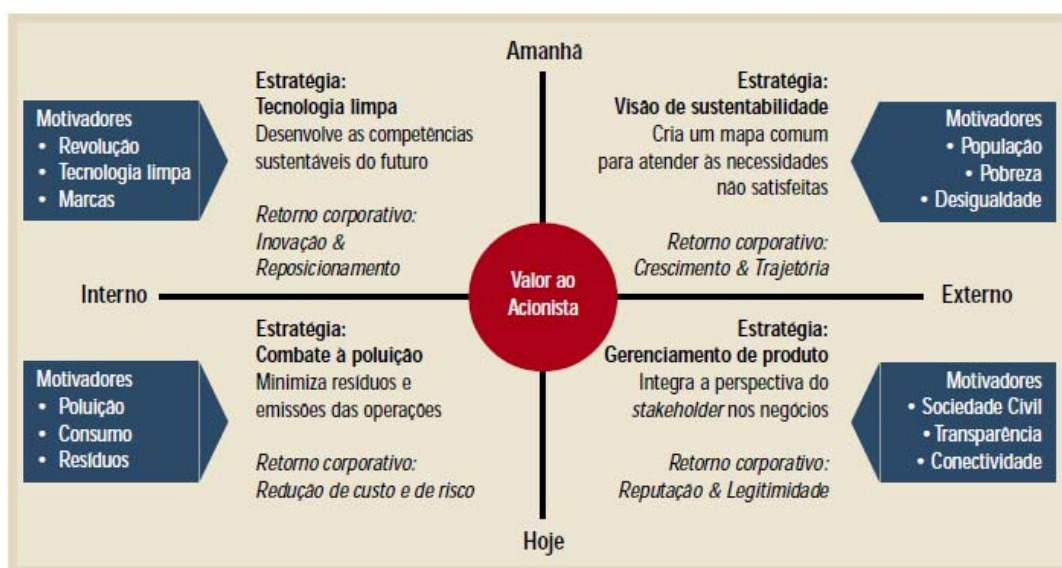 Amanhã
Motivadores
• Revolução
• Tecnologia limpa
• Marcas
Estratégia:
Tecnologia limpa
Desenvolve as competências
sustentáveis do futuro
Retorno corporativo:
Inovação &
Reposicionamento
Estratégia:
Visão de sustentabilidade
Cria um mapa comum
para atender às necessidades
não satisfeitas
Retorno corporativo:
Crescimento & Trajetória
Motivadores
• População
• Pobreza
• Desigualdade
Interno
Valor ao
Acionista
Externo
Motivadores
• Poluição
• Consumo
• Resíduos
Estratégia:
Combate à poluição
Minimiza resíduos e
emissões das operações
Retorno corporativo:
Redução de custo e de risco
Estratégia:
Gerenciamento de produto
Integra a perspectiva do
stakeholder nos negócios
Retorno corporativo:
Reputação & Legitimidade
Motivadores
• Sociedade Civil
• Transparência
• Conectividade
Hoje